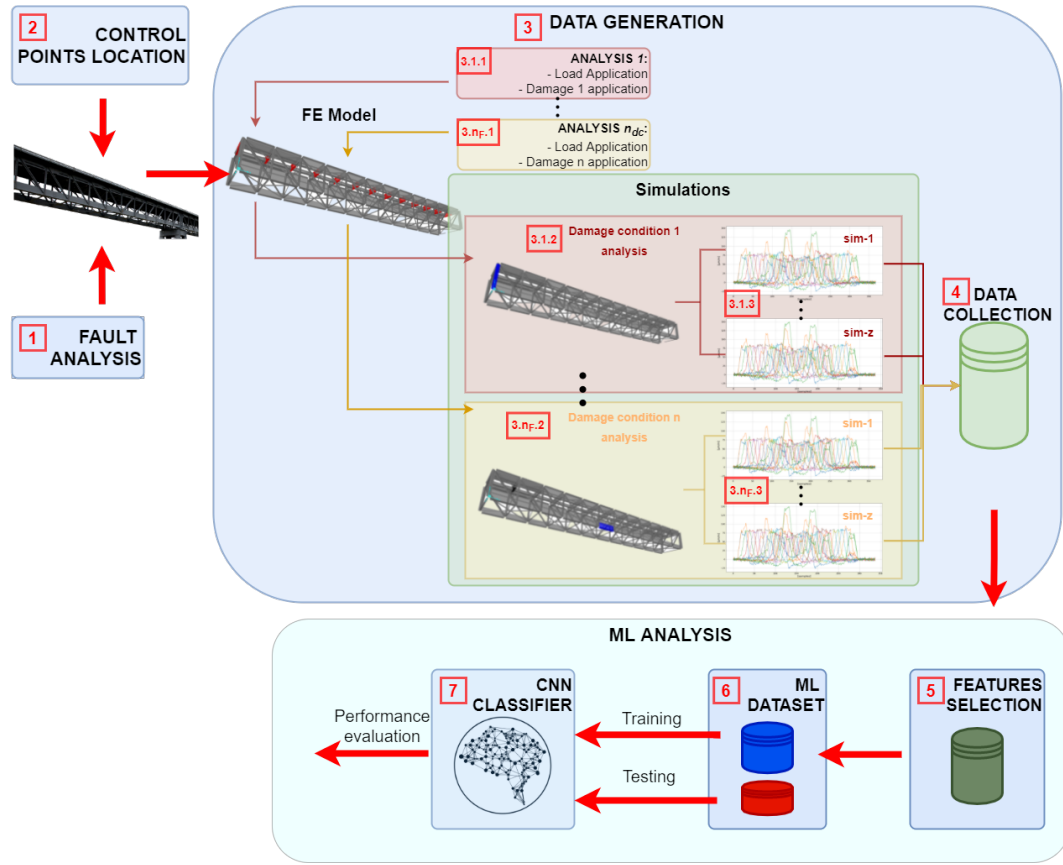 2 CONTROL
POINTS LOCATION
1 FAULT
ANALYSIS
3 DATA GENERATION
3.1.1 ANALYSIS 1:
- Load Application
- Damage 1 application
FE Model
3.nF.1 ANALYSIS ndc:
- Load Application
- Damage n application
Simulations
3.1.2 Damage condition 1
analysis
sim-1
3.1.3
sim-z
3.nF.2 Damage condition n
analysis
sim-1
3.nF.3
sim-z
4 DATA
COLLECTION
ML ANALYSIS
7 CNN
CLASSIFIER
Performance
evaluation
Training
Testing
6 ML
DATASET
5 FEATURES
SELECTION